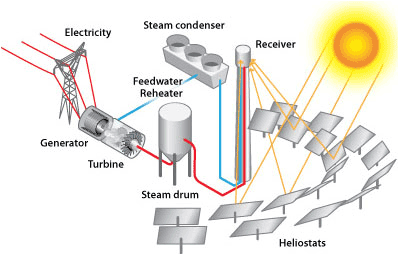 Electricity
Steam condenser
Receiver
Feedwater
Reheater
Generator
Turbine
Steam drum
Heliostats